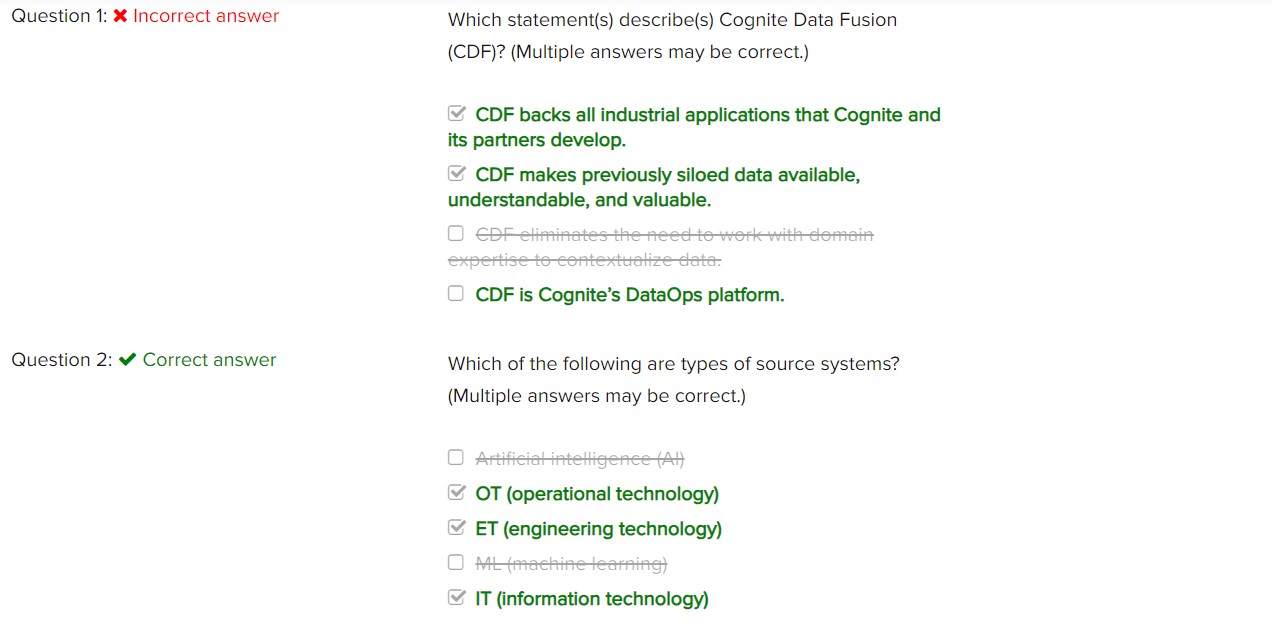 Question 1: ✖ Incorrect answer
Which statement(s) describe(s) Cognite Data Fusion
(CDF)? (Multiple answers may be correct.)
CDF backs all industrial applications that Cognite and
its partners develop.
CDF makes previously siloed data available,
understandable, and valuable.
CDF eliminates the need to work with domain
expertise to contextualize data.
CDF is Cognite’s DataOps platform.
Question 2: ✔ Correct answer
Which of the following are types of source systems?
(Multiple answers may be correct.)
Artificial intelligence (AI)
OT (operational technology)
ET (engineering technology)
ML (machine learning)
IT (information technology)